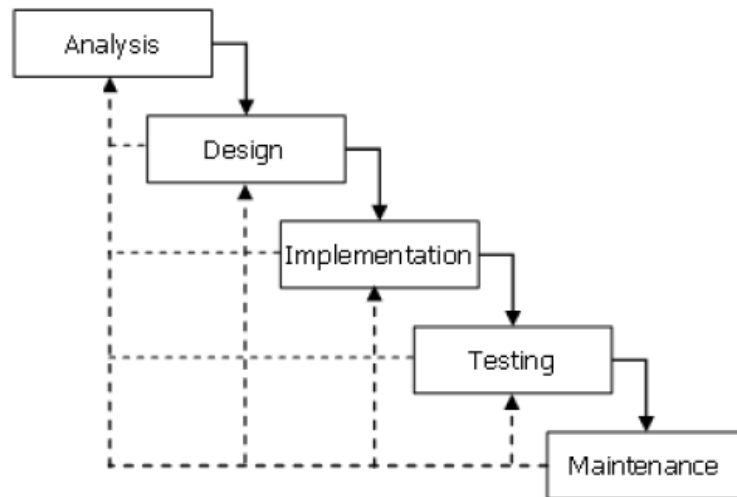 Analysis
Design
Implementation
Testing
Maintenance